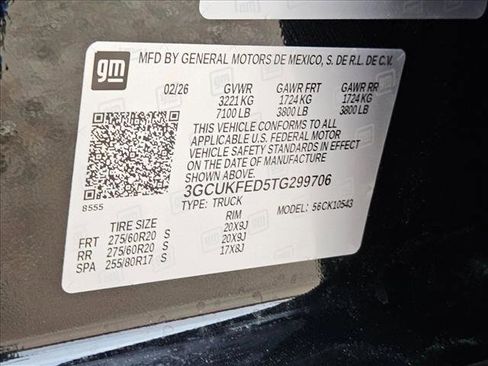 gm
MFD BY GENERAL MOTORS DE MEXICO, S. DE R.L. DE C.V.
02/26 GVWR GAWR FRT GAWR RR
3221 KG 1724 KG 1724 KG
7100 LB 3800 LB 3800 LB
THIS VEHICLE CONFORMS TO ALL
APPLICABLE U.S. FEDERAL MOTOR
VEHICLE SAFETY STANDARDS IN EFFECT
ON THE DATE OF MANUFACTURE
SHOWN ABOVE.
3GCUKFED5TG299706
8555 TYPE: TRUCK MODEL: 56CK10543
TIRE SIZE RIM
FRT 275/60R20 S 20X9J
RR 275/60R20 S 20X9J
SPA 255/80R17 S 17X8J